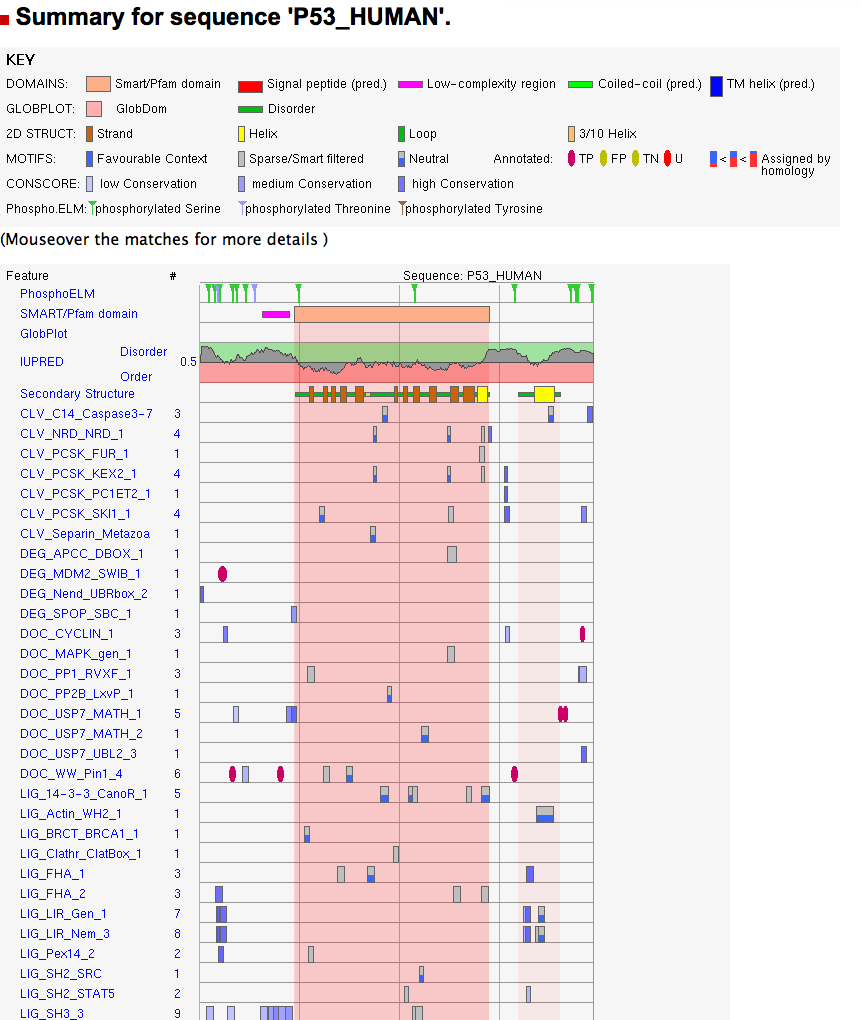 Summary for sequence 'P53_HUMAN'.
KEY
DOMAINS: Smart/Pfam domain Signal peptide (pred.) Low-complexity region Coiled-coil (pred.) TM helix (pred.)
GLOBPLOT: GlobDom Disorder
2D STRUCT: Strand Helix Loop 3/10 Helix
MOTIFS: Favourable Context Sparse/Smart filtered Neutral Annotated: TP FP TN U < < Assigned by
homology
CONSCORE: low Conservation medium Conservation high Conservation
Phospho.ELM: phosphorylated Serine phosphorylated Threonine phosphorylated Tyrosine
(Mouseover the matches for more details )
Feature # Sequence: P53_HUMAN
PhosphoELM
SMART/Pfam domain
GlobPlot
Disorder
IUPRED 0.5
Order
Secondary Structure
CLV_C14_Caspase3-7 3
CLV_NRD_NRD_1 4
CLV_PCSK_FUR_1 1
CLV_PCSK_KEX2_1 4
CLV_PCSK_PC1ET2_1 1
CLV_PCSK_SKI1_1 4
CLV_Separin_Metazoa 1
DEG_APCC_DBOX_1 1
DEG_MDM2_SWIB_1 1
DEG_Nend_UBRbox_2 1
DEG_SPOP_SBC_1 1
DOC_CYCLIN_1 3
DOC_MAPK_gen_1 1
DOC_PP1_RVXF_1 3
DOC_PP2B_LxvP_1 1
DOC_USP7_MATH_1 5
DOC_USP7_MATH_2 1
DOC_USP7_UBL2_3 1
DOC_WW_Pin1_4 6
LIG_14-3-3_CanoR_1 5
LIG_Actin_WH2_1 1
LIG_BRCT_BRCA1_1 1
LIG_Clathr_ClatBox_1 1
LIG_FHA_1 3
LIG_FHA_2 3
LIG_LIR_Gen_1 7
LIG_LIR_Nem_3 8
LIG_Pex14_2 2
LIG_SH2_SRC 1
LIG_SH2_STAT5 2
LIG_SH3_3 9